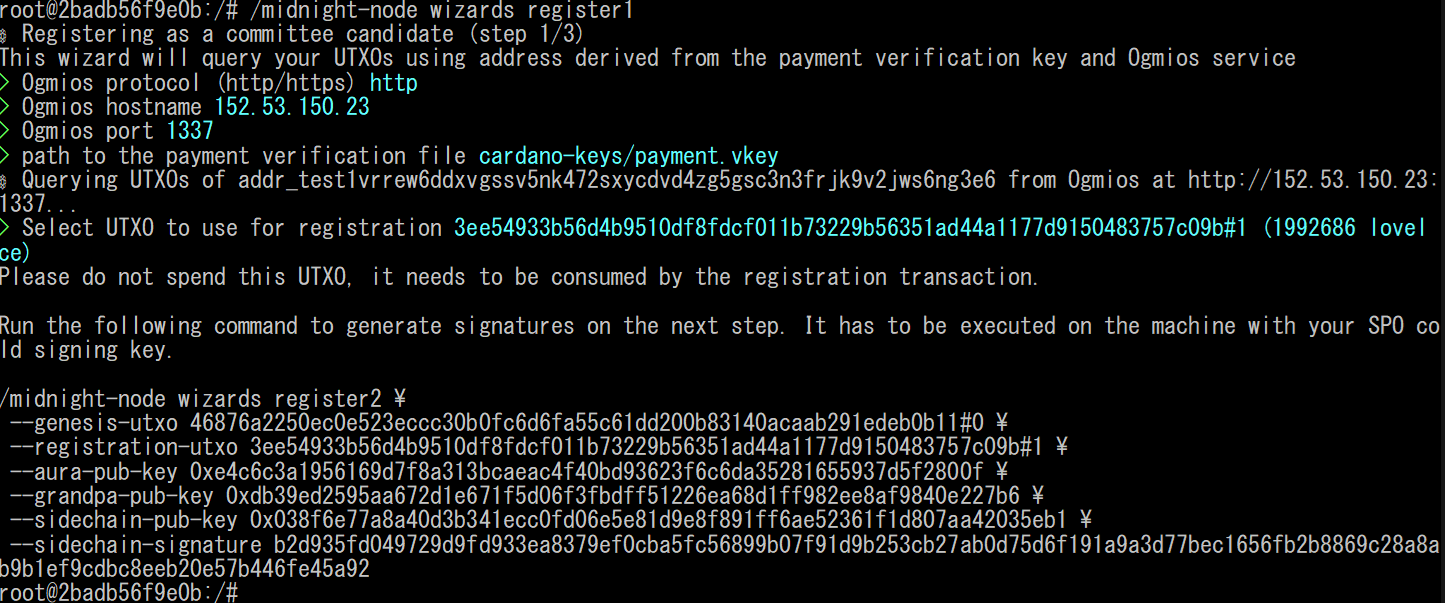 root@2badb56f9e0b:/# /midnight-node wizards register1
Registering as a committee candidate (step 1/3)
This wizard will query your UTXOs using address derived from the payment verification key and Ogmios service
> Ogmios protocol (http/https) http
> Ogmios hostname 152.53.150.23
> Ogmios port 1337
> path to the payment verification file cardano-keys/payment.vkey
Querying UTXOs of addr_test1vrrew6ddxvgssv5nk472sxycdvd4zg5gsc3n3frjk9v2jws6ng3e6 from Ogmios at http://152.53.150.23:
1337...
> Select UTXO to use for registration 3ee54933b56d4b9510df8fdcf011b73229b56351ad44a1177d9150483757c09b#1 (1992686 lovel
ce)
Please do not spend this UTXO, it needs to be consumed by the registration transaction.
Run the following command to generate signatures on the next step. It has to be executed on the machine with your SPO co
ld signing key.
/midnight-node wizards register2 ¥
--genesis-utxo 46876a2250ec0e523eccc30b0fc6d6fa55c61dd200b83140acaab291edeb0b11#0 ¥
--registration-utxo 3ee54933b56d4b9510df8fdcf011b73229b56351ad44a1177d9150483757c09b#1 ¥
--aura-pub-key 0xe4c6c3a1956169d7f8a313bcaeac4f40bd93623f6c6da35281655937d5f2800f ¥
--grandpa-pub-key 0xdb39ed2595aa672d1e671f5d06f3fbdff51226ea68d1ff982ee8af9840e227b6 ¥
--sidechain-pub-key 0x038f6e77a8a40d3b341ecc0fd06e5e81d9e8f891ff6ae52361f1d807aa42035eb1 ¥
--sidechain-signature b2d935fd049729d9fd933ea8379ef0cba5fc56899b07f91d9b253cb27ab0d75d6f191a9a3d77bec1656fb2b8869c28a8a
b9b1ef9cdbc8eeb20e57b446fe45a92
root@2badb56f9e0b:/#